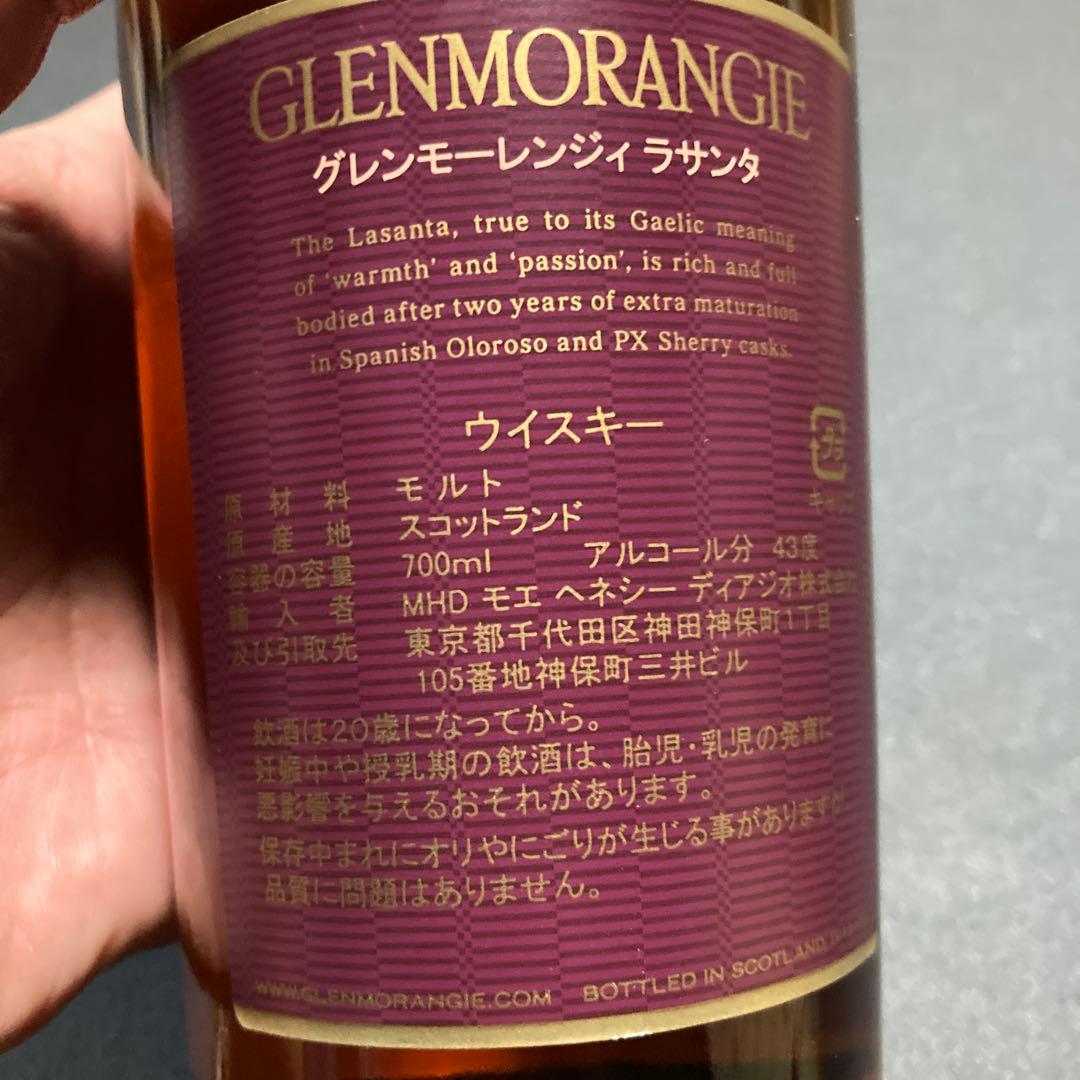 GLENMORANGIE
グレンモーレンジィ ラサンタ
The Lasanta, true to its Gaelic meaning
of 'warmth' and 'passion', is rich and full
bodied after two years of extra maturation
in Spanish Oloroso and PX Sherry casks.
ウイスキー
原材料 モルト
キャップ
原産地 スコットランド
容器の容量 700ml アルコール分 43度
輸入者 MHD モエ ヘネシー ディアジオ株式会社
及び引取先 東京都千代田区神田神保町1丁目
105番地神保町三井ビル
飲酒は20歳になってから。
妊娠中や授乳期の飲酒は、胎児・乳児の発育に
悪影響を与えるおそれがあります。
保存中まれにオリやにごりが生じる事がありますが、
品質に問題はありません。
WWW.GLENMORANGIE.COM BOTTLED IN SCOTLAND